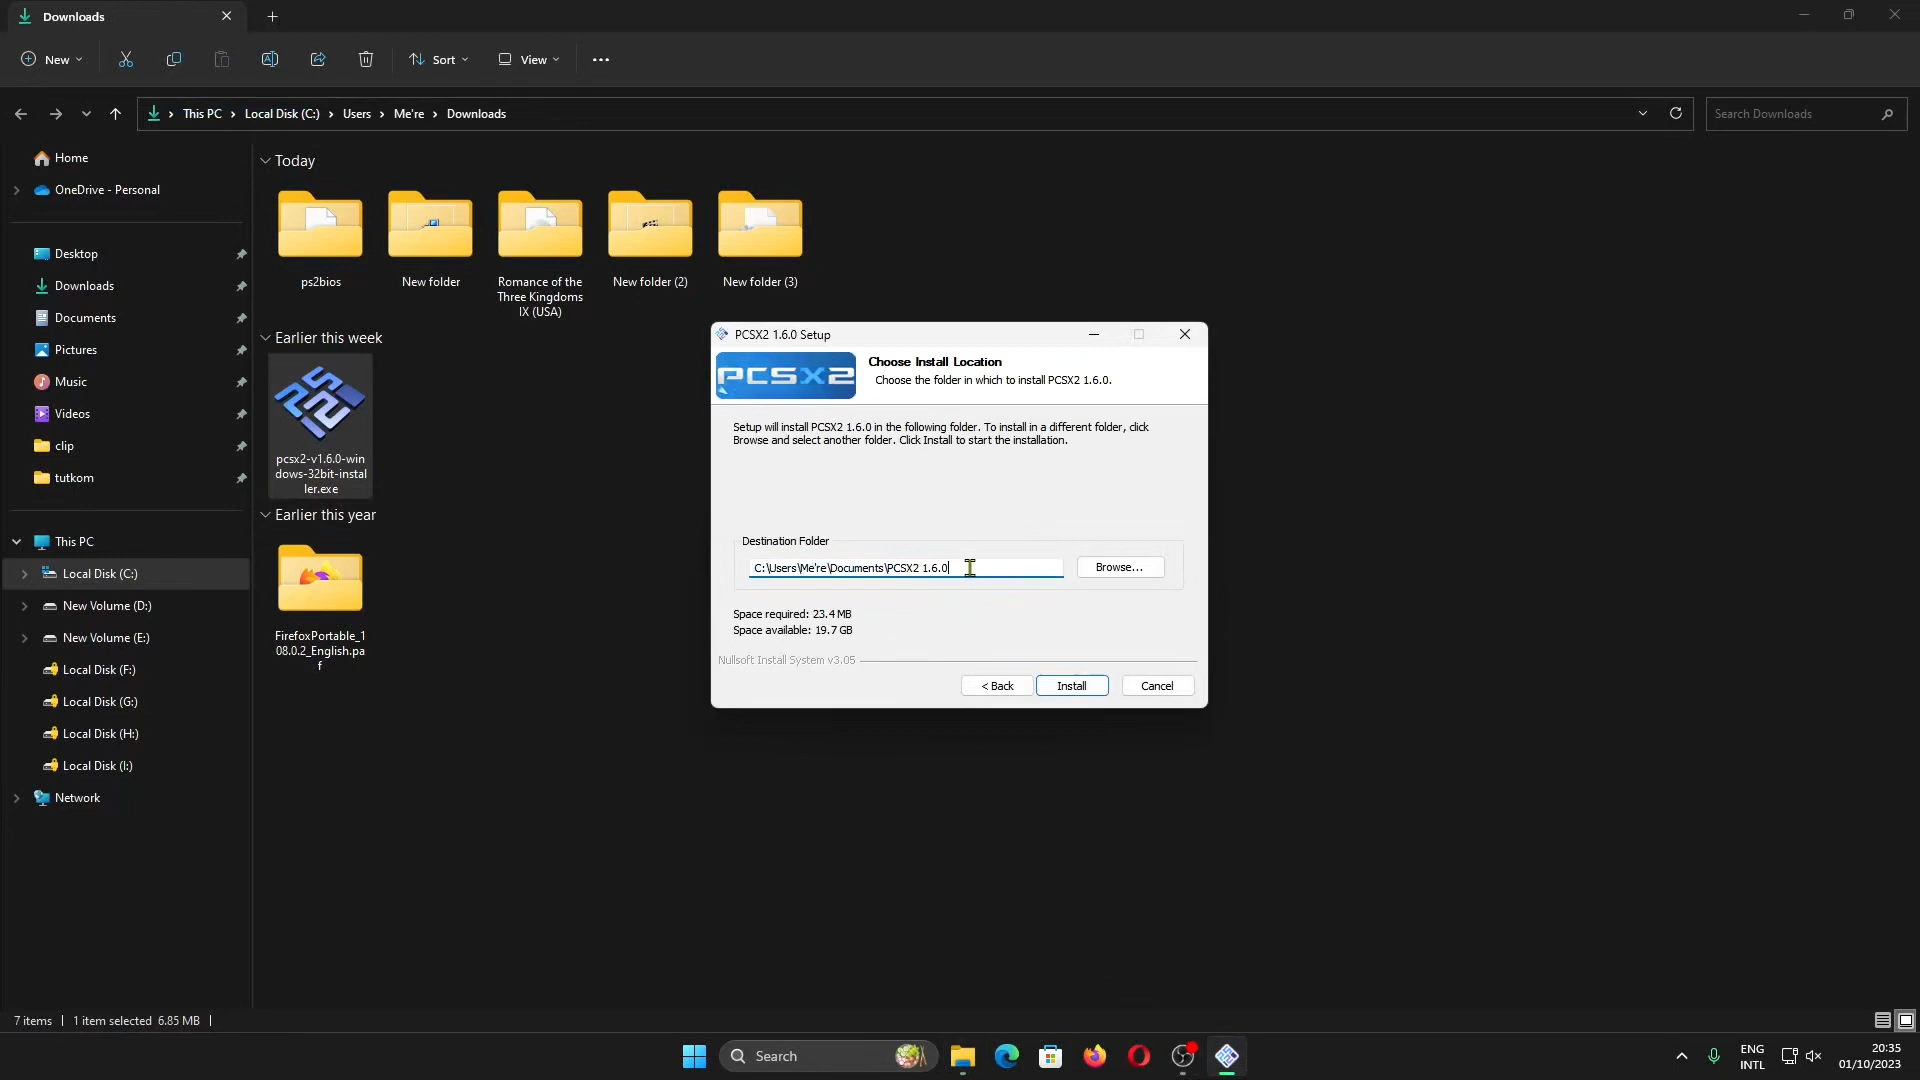 Downloads
New
Sort
View
This PC
Local Disk (C:)
Users
Me're
Downloads
Search Downloads
Home
OneDrive - Personal
Desktop
Downloads
Documents
Pictures
Music
Videos
clip
tutkom
This PC
Local Disk (C:)
New Volume (D:)
New Volume (E:)
Local Disk (F:)
Local Disk (G:)
Local Disk (H:)
Local Disk (I:)
Network
Today
ps2bios
New folder
Romance of the
Three Kingdoms
IX (USA)
New folder (2)
New folder (3)
Earlier this week
pcsx2-v1.6.0-win
dows-32bit-instal
ler.exe
Earlier this year
FirefoxPortable_1
08.0.2_English.pa
f
PCSX2 1.6.0 Setup
PCSX2
Choose Install Location
Choose the folder in which to install PCSX2 1.6.0.
Setup will install PCSX2 1.6.0 in the following folder. To install in a different folder, click
Browse and select another folder. Click Install to start the installation.
Destination Folder
C:\Users\Me're\Documents\PCSX2 1.6.0
Browse...
Space required: 23.4 MB
Space available: 19.7 GB
Nullsoft Install System v3.05
< Back
Install
Cancel
7 items
1 item selected 6.85 MB
Search
ENG
INTL
20:35
01/10/2023